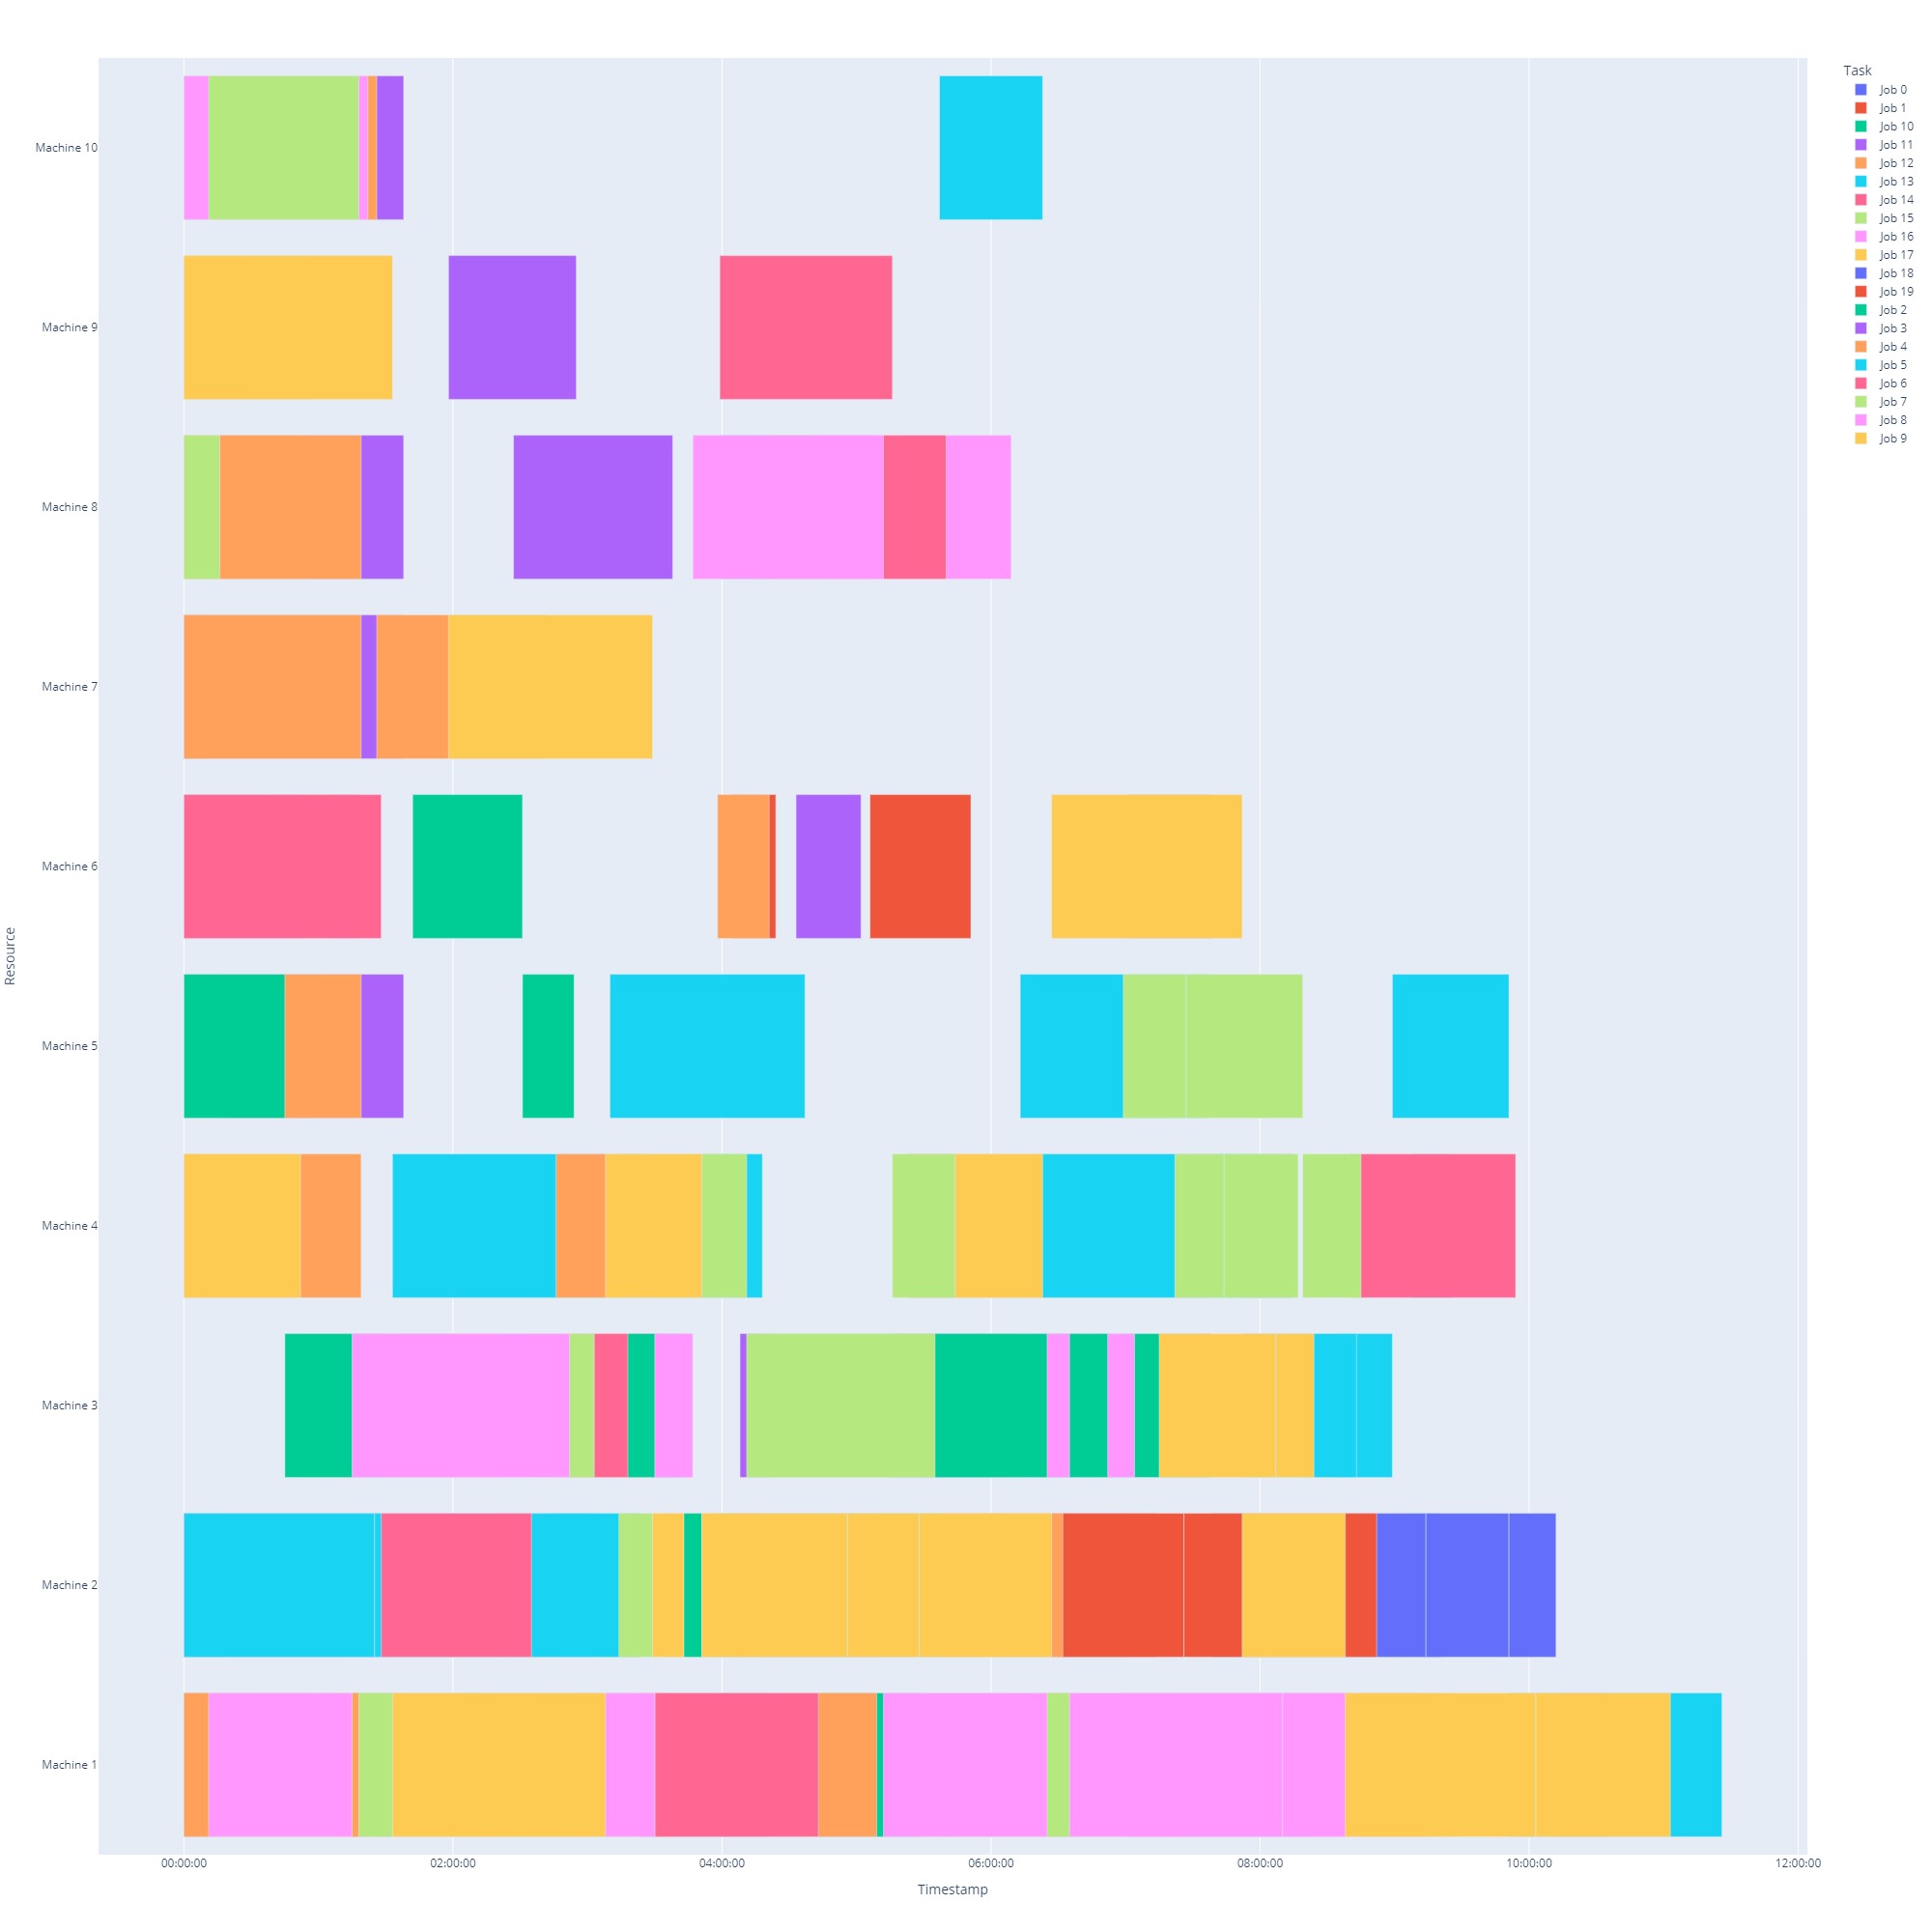 Machine 10
Machine 9
Machine 8
Machine 7
Machine 6
Machine 5
Machine 4
Machine 3
Machine 2
Machine 1
Resource
00:00:00 02:00:00 04:00:00 06:00:00 08:00:00 10:00:00 12:00:00
Timestamp
Task
Job 0
Job 1
Job 10
Job 11
Job 12
Job 13
Job 14
Job 15
Job 16
Job 17
Job 18
Job 19
Job 2
Job 3
Job 4
Job 5
Job 6
Job 7
Job 8
Job 9